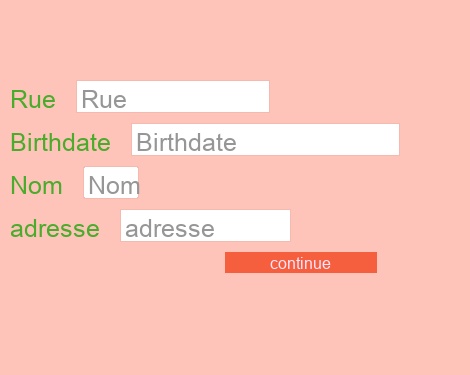 Rue Rue
Birthdate Birthdate
Nom Nom
adresse adresse
continue